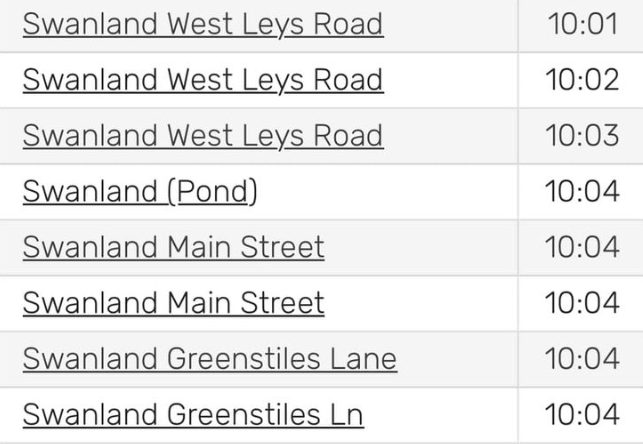 Swanland West Leys Road 10:01
Swanland West Leys Road 10:02
Swanland West Leys Road 10:03
Swanland (Pond) 10:04
Swanland Main Street 10:04
Swanland Main Street 10:04
Swanland Greenstiles Lane 10:04
Swanland Greenstiles Ln 10:04